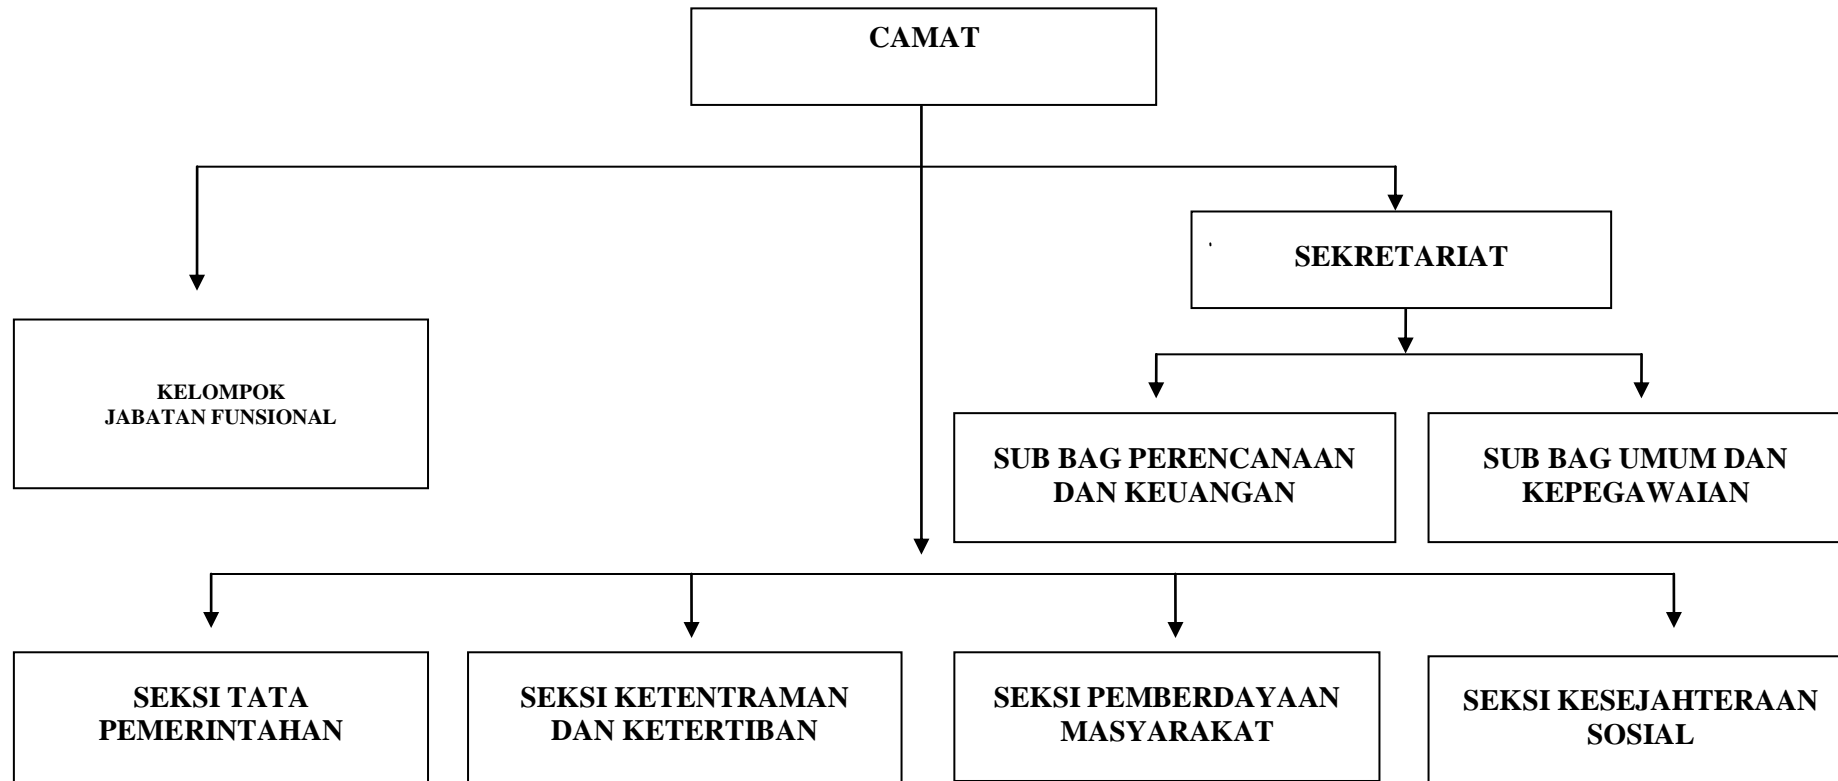 CAMAT
SEKRETARIAT
KELOMPOK
JABATAN FUNSIONAL
SUB BAG PERENCANAAN
DAN KEUANGAN
SUB BAG UMUM DAN
KEPEGAWAIAN
SEKSI TATA
PEMERINTAHAN
SEKSI KETENTRAMAN
DAN KETERTIBAN
SEKSI PEMBERDAYAAN
MASYARAKAT
SEKSI KESEJAHTERAAN
SOSIAL